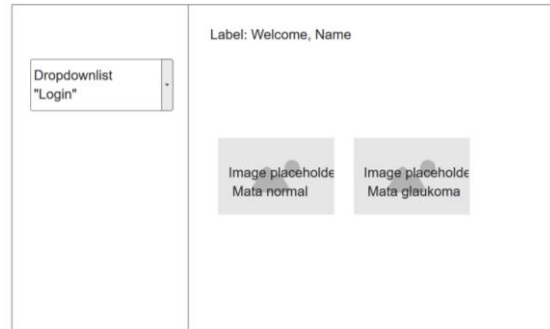 Label: Welcome, Name
Dropdownlist
"Login"
Image placeholde
Mata normal
Image placeholde
Mata glaukoma